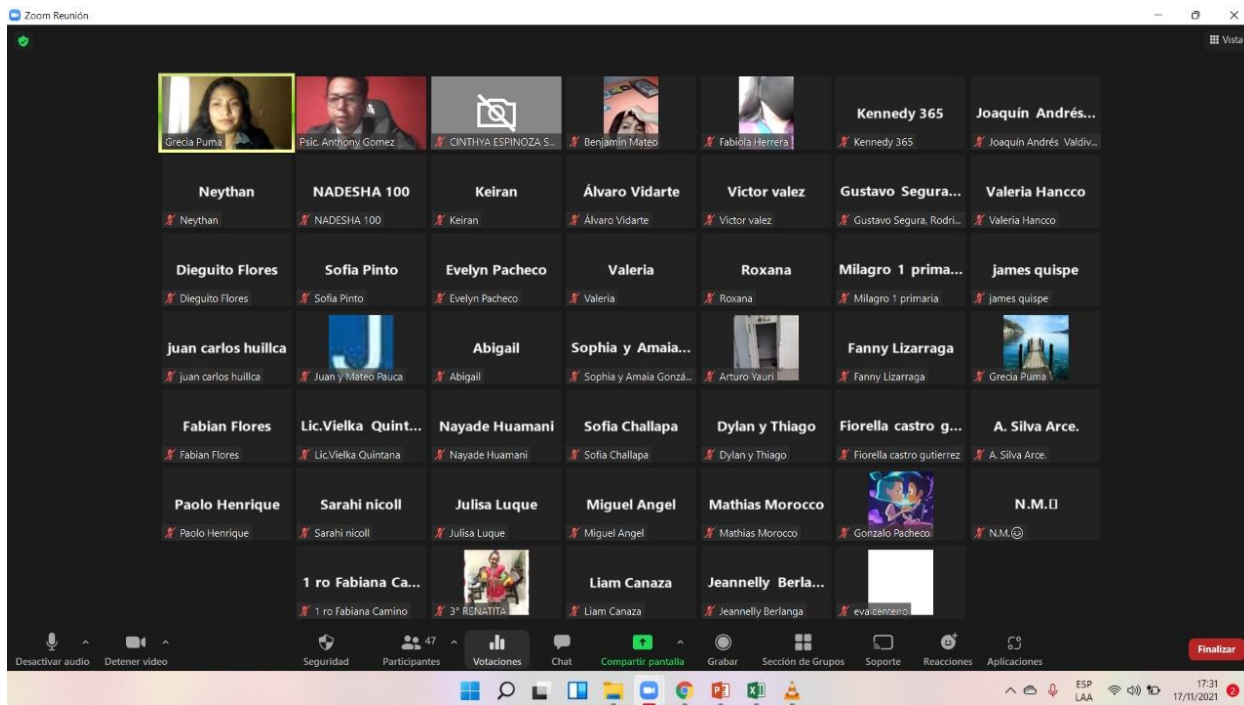 Zoom Reunión
Vista
Grecia Puma
Psic. Anthony Gomez
CINTHYA ESPINOZA S...
Benjamin Mateo
Fabiola Herrera
Kennedy 365
Kennedy 365
Joaquín Andrés...
Joaquín Andrés Valdiv...
Neythan
Neythan
NADESHA 100
NADESHA 100
Keiran
Keiran
Álvaro Vidarte
Álvaro Vidarte
Victor valez
Victor valez
Gustavo Segura...
Gustavo Segura, Rodri...
Valeria Hancco
Valeria Hancco
Dieguito Flores
Dieguito Flores
Sofia Pinto
Sofia Pinto
Evelyn Pacheco
Evelyn Pacheco
Valeria
Valeria
Roxana
Roxana
Milagro 1 prima...
Milagro 1 primaria
james quispe
james quispe
juan carlos huillca
juan carlos huillca
J
Juan y Mateo Pauca
Abigail
Abigail
Sophia y Amaia...
Sophia y Amaia Gonzá...
Arturo Yauri
Fanny Lizarraga
Fanny Lizarraga
Grecia Puma
Fabian Flores
Fabian Flores
Lic.Vielka Quint...
Lic.Vielka Quintana
Nayade Huamani
Nayade Huamani
Sofia Challapa
Sofia Challapa
Dylan y Thiago
Dylan y Thiago
Fiorella castro g...
Fiorella castro gutierrez
A. Silva Arce.
A. Silva Arce.
Paolo Henrique
Paolo Henrique
Sarahi nicoll
Sarahi nicoll
Julisa Luque
Julisa Luque
Miguel Angel
Miguel Angel
Mathias Morocco
Mathias Morocco
Gonzalo Pacheco
N.M.▯
N.M.😊
1 ro Fabiana Ca...
1 ro Fabiana Camino
3° RENATITA
Liam Canaza
Liam Canaza
Jeannelly Berla...
Jeannelly Berlanga
eva centeno
Desactivar audio
Detener video
Seguridad
47
Participantes
Votaciones
Chat
Compartir pantalla
Grabar
Sección de Grupos
Soporte
Reacciones
Aplicaciones
Finalizar
ESP
LAA
17:31
17/11/2021
2